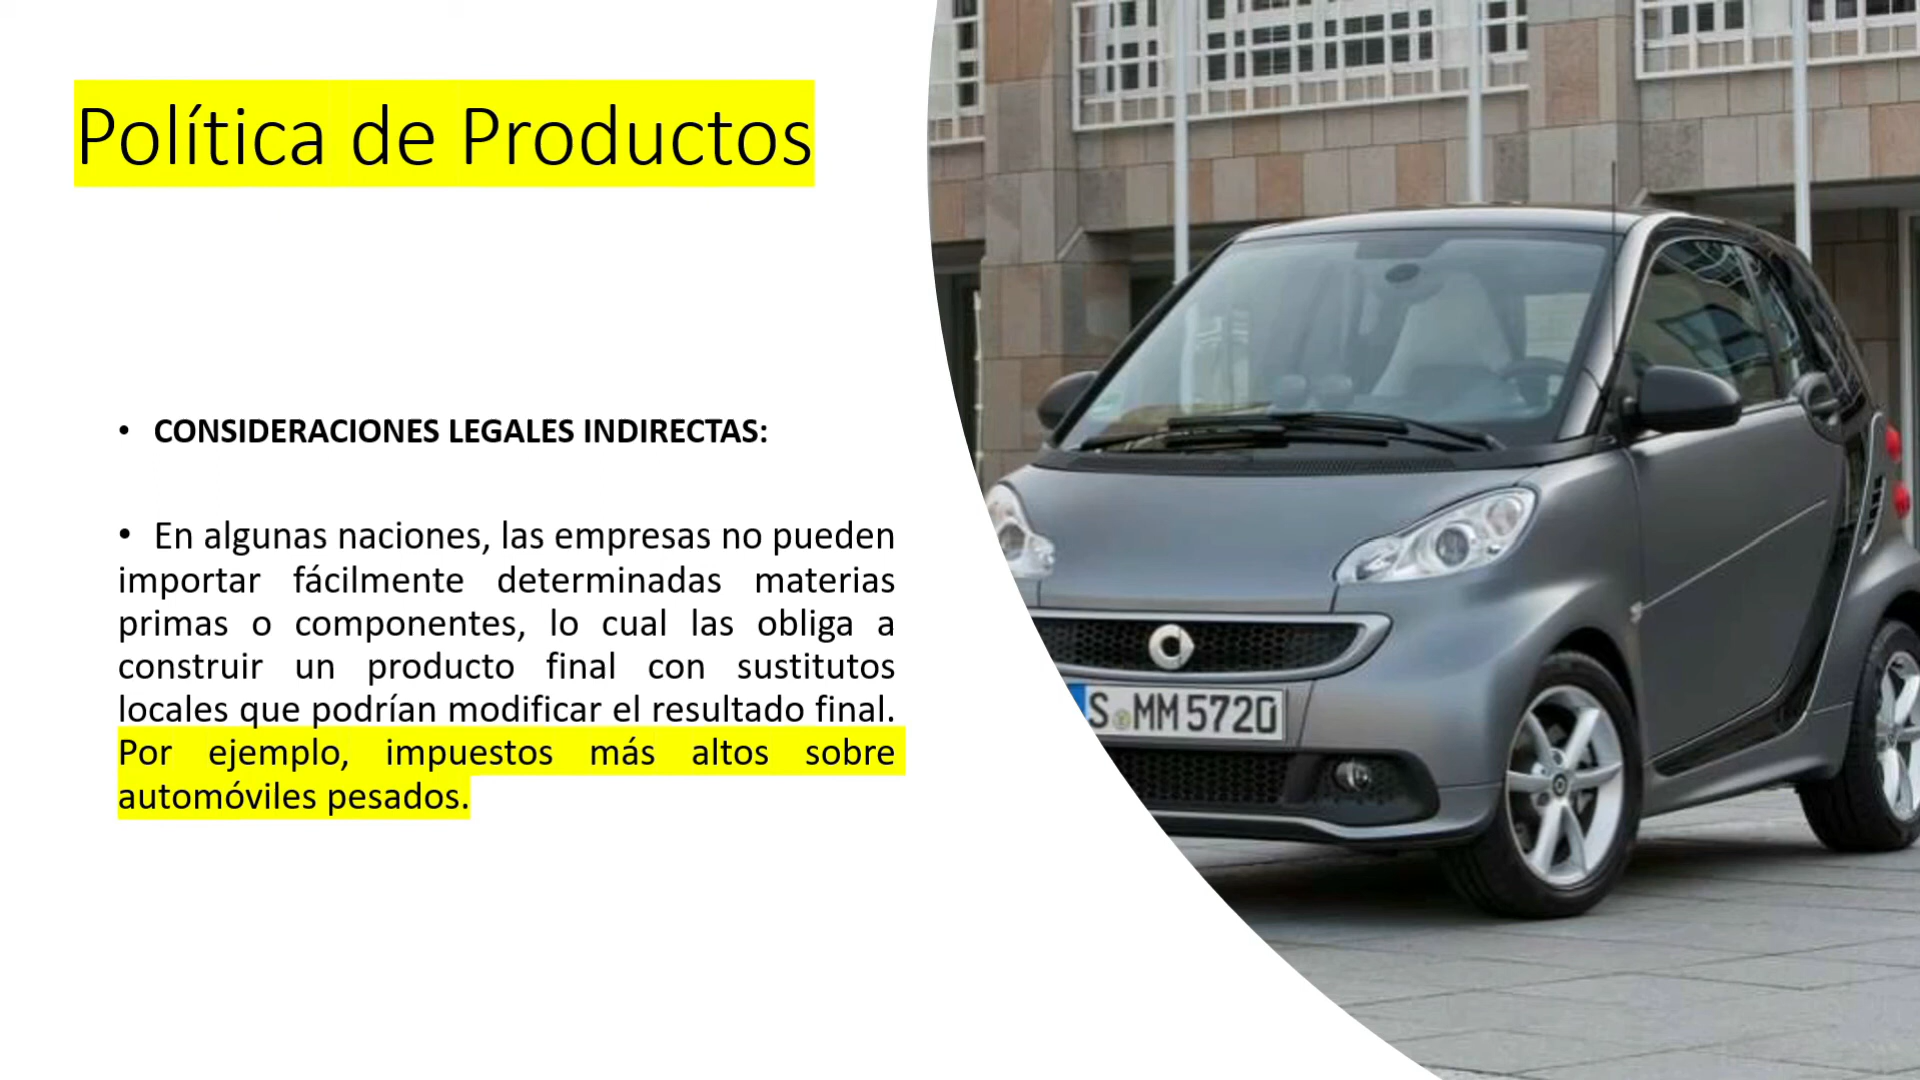 Política de Productos
• CONSIDERACIONES LEGALES INDIRECTAS:
• En algunas naciones, las empresas no pueden
importar fácilmente determinadas materias
primas o componentes, lo cual las obliga a
construir un producto final con sustitutos
locales que podrían modificar el resultado final.
Por ejemplo, impuestos más altos sobre
automóviles pesados.
S MM 5720